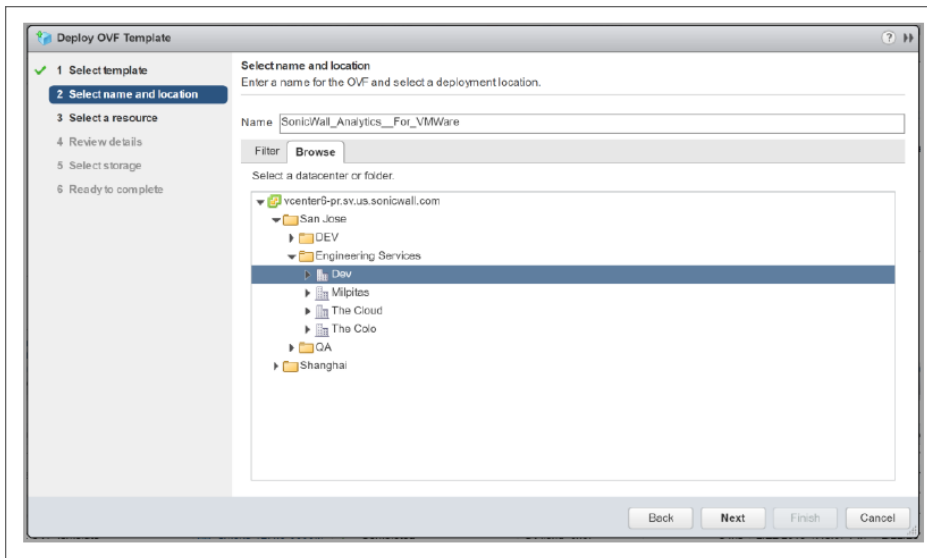 Deploy OVF Template
1 Select template
2 Select name and location
3 Select a resource
4 Review details
5 Select storage
6 Ready to complete
Select name and location
Enter a name for the OVF and select a deployment location.
Name SonicWall_Analytics__For_VMWare
Filter Browse
Select a datacenter or folder.
vcenter6-pr.sv.us.sonicwall.com
San Jose
DEV
Engineering Services
Dev
Milpitas
The Cloud
The Colo
QA
Shanghai
Back Next Finish Cancel